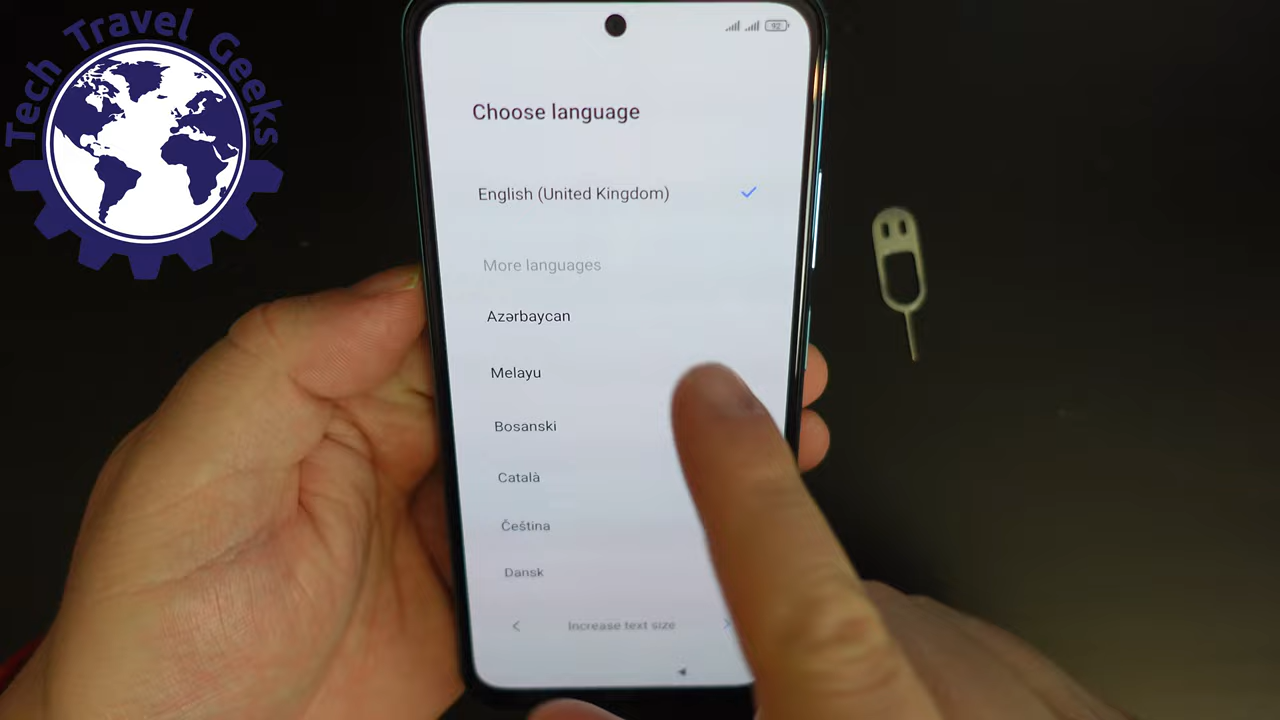 Tech Travel Geeks
92
Choose language
English (United Kingdom)
More languages
Azərbaycan
Melayu
Bosanski
Català
Čeština
Dansk
Increase text size